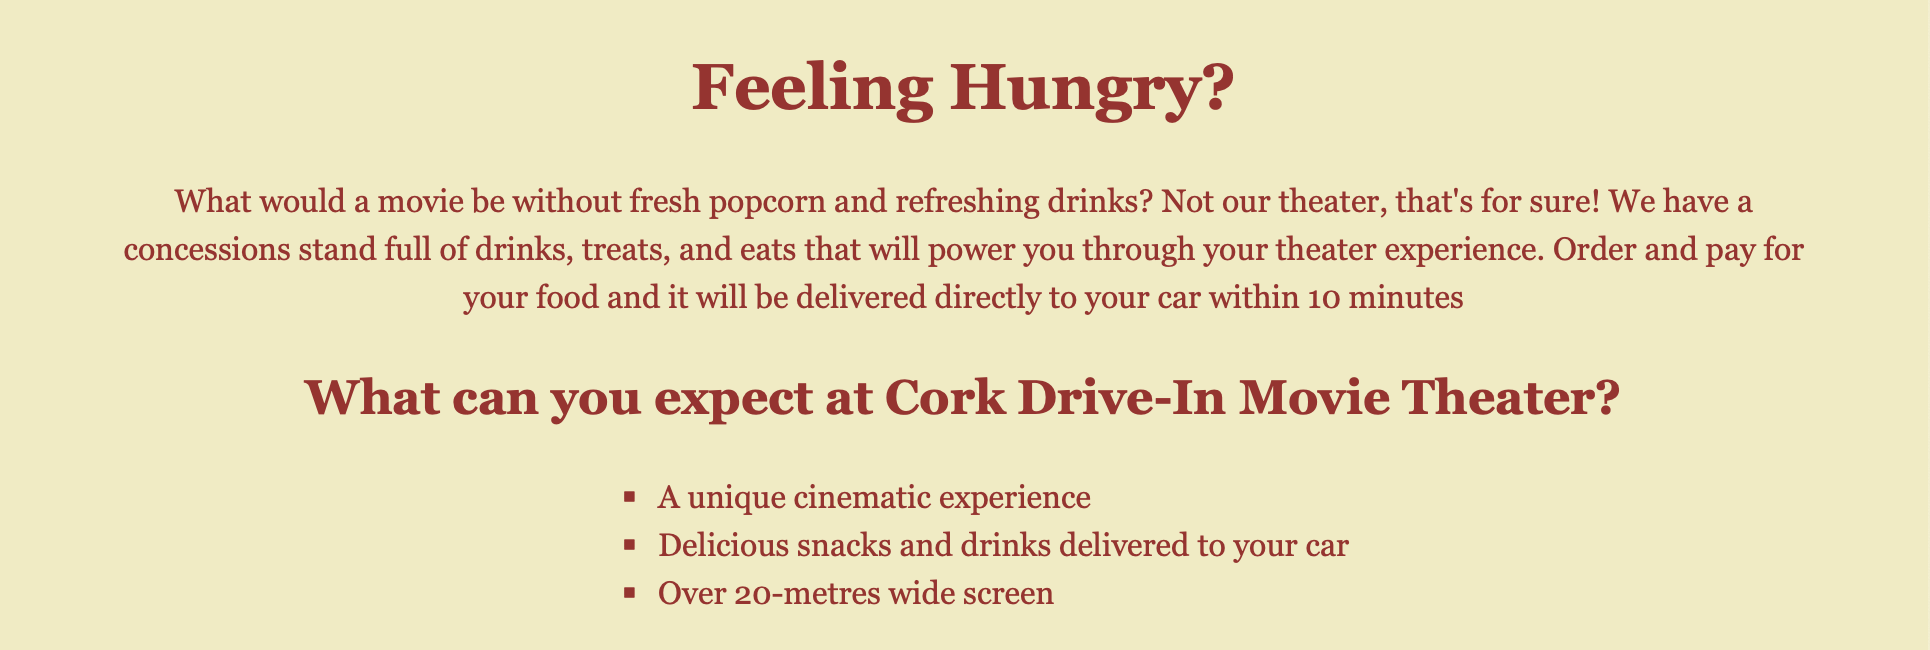 Feeling Hungry?
What would a movie be without fresh popcorn and refreshing drinks? Not our theater, that's for sure! We have a
concessions stand full of drinks, treats, and eats that will power you through your theater experience. Order and pay for
your food and it will be delivered directly to your car within 10 minutes
What can you expect at Cork Drive-In Movie Theater?
▪ A unique cinematic experience
▪ Delicious snacks and drinks delivered to your car
▪ Over 20-metres wide screen